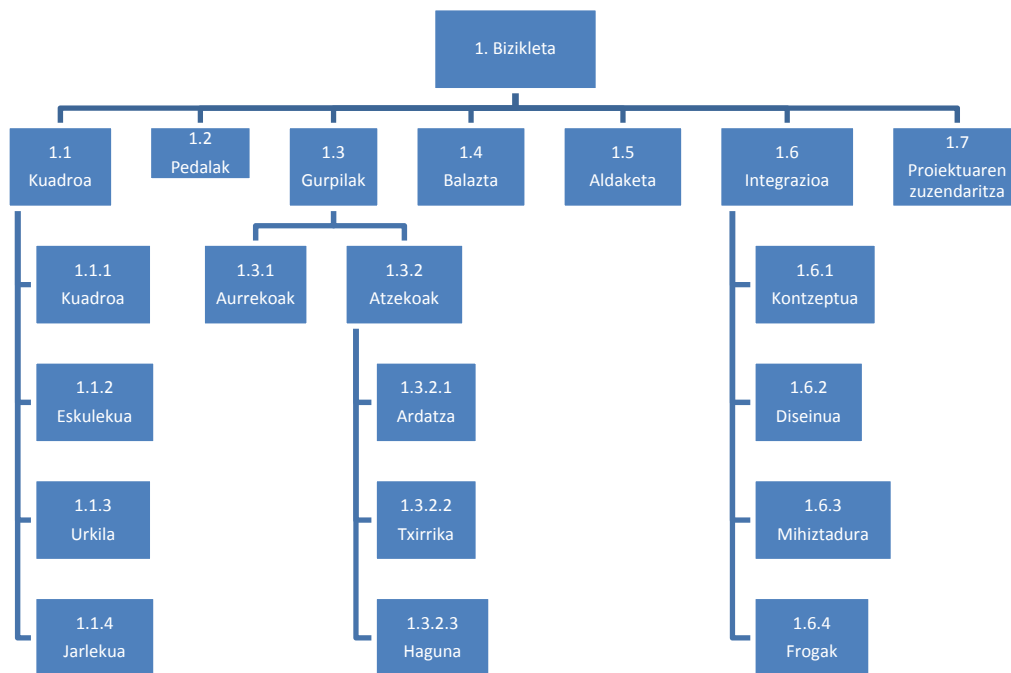 1. Bizikleta
1.1
Kuadroa
1.2
Pedalak
1.3
Gurpilak
1.4
Balazta
1.5
Aldaketa
1.6
Integrazioa
1.7
Proiektuaren
zuzendaritza
1.1.1
Kuadroa
1.3.1
Aurrekoak
1.3.2
Atzekoak
1.6.1
Kontzeptua
1.1.2
Eskulekua
1.3.2.1
Ardatza
1.6.2
Diseinua
1.1.3
Urkila
1.3.2.2
Txirrika
1.6.3
Mihiztadura
1.1.4
Jarlekua
1.3.2.3
Haguna
1.6.4
Frogak